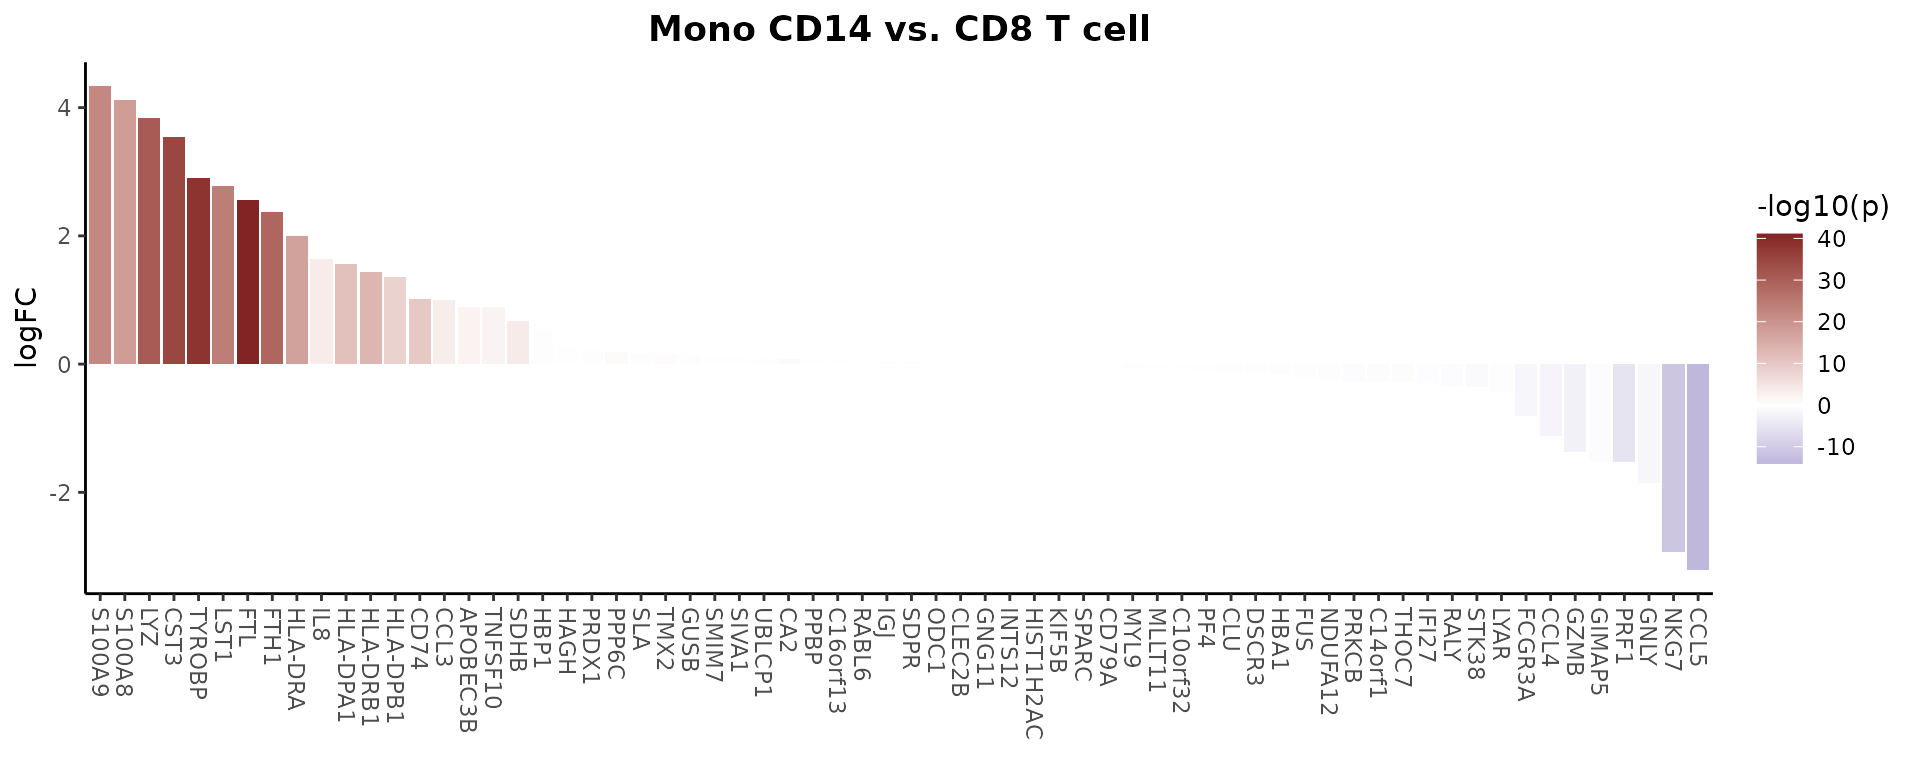 Mono CD14 vs. CD8 T cell
logFC
4
2
0
-2
S100A9
S100A8
LYZ
CST3
TYROBP
LST1
FTL
FTH1
HLA-DRA
IL8
HLA-DPA1
HLA-DRB1
HLA-DPB1
CD74
CCL3
APOBEC3B
TNFSF10
SDHB
HBP1
HAGH
PRDX1
PPP6C
SLA
TMX2
GUSB
SMIM7
SIVA1
UBLCP1
CA2
PPBP
C16orf13
RABL6
IGJ
SDPR
ODC1
CLEC2B
GNG11
INTS12
HIST1H2AC
KIF5B
SPARC
CD79A
MYL9
MLLT11
C10orf32
PF4
CLU
DSCR3
HBA1
FUS
NDUFA12
PRKCB
C14orf1
THOC7
IFI27
RALY
STK38
LYAR
FCGR3A
CCL4
GZMB
GIMAP5
PRF1
GNLY
NKG7
CCL5
-log10(p)
40
30
20
10
0
-10